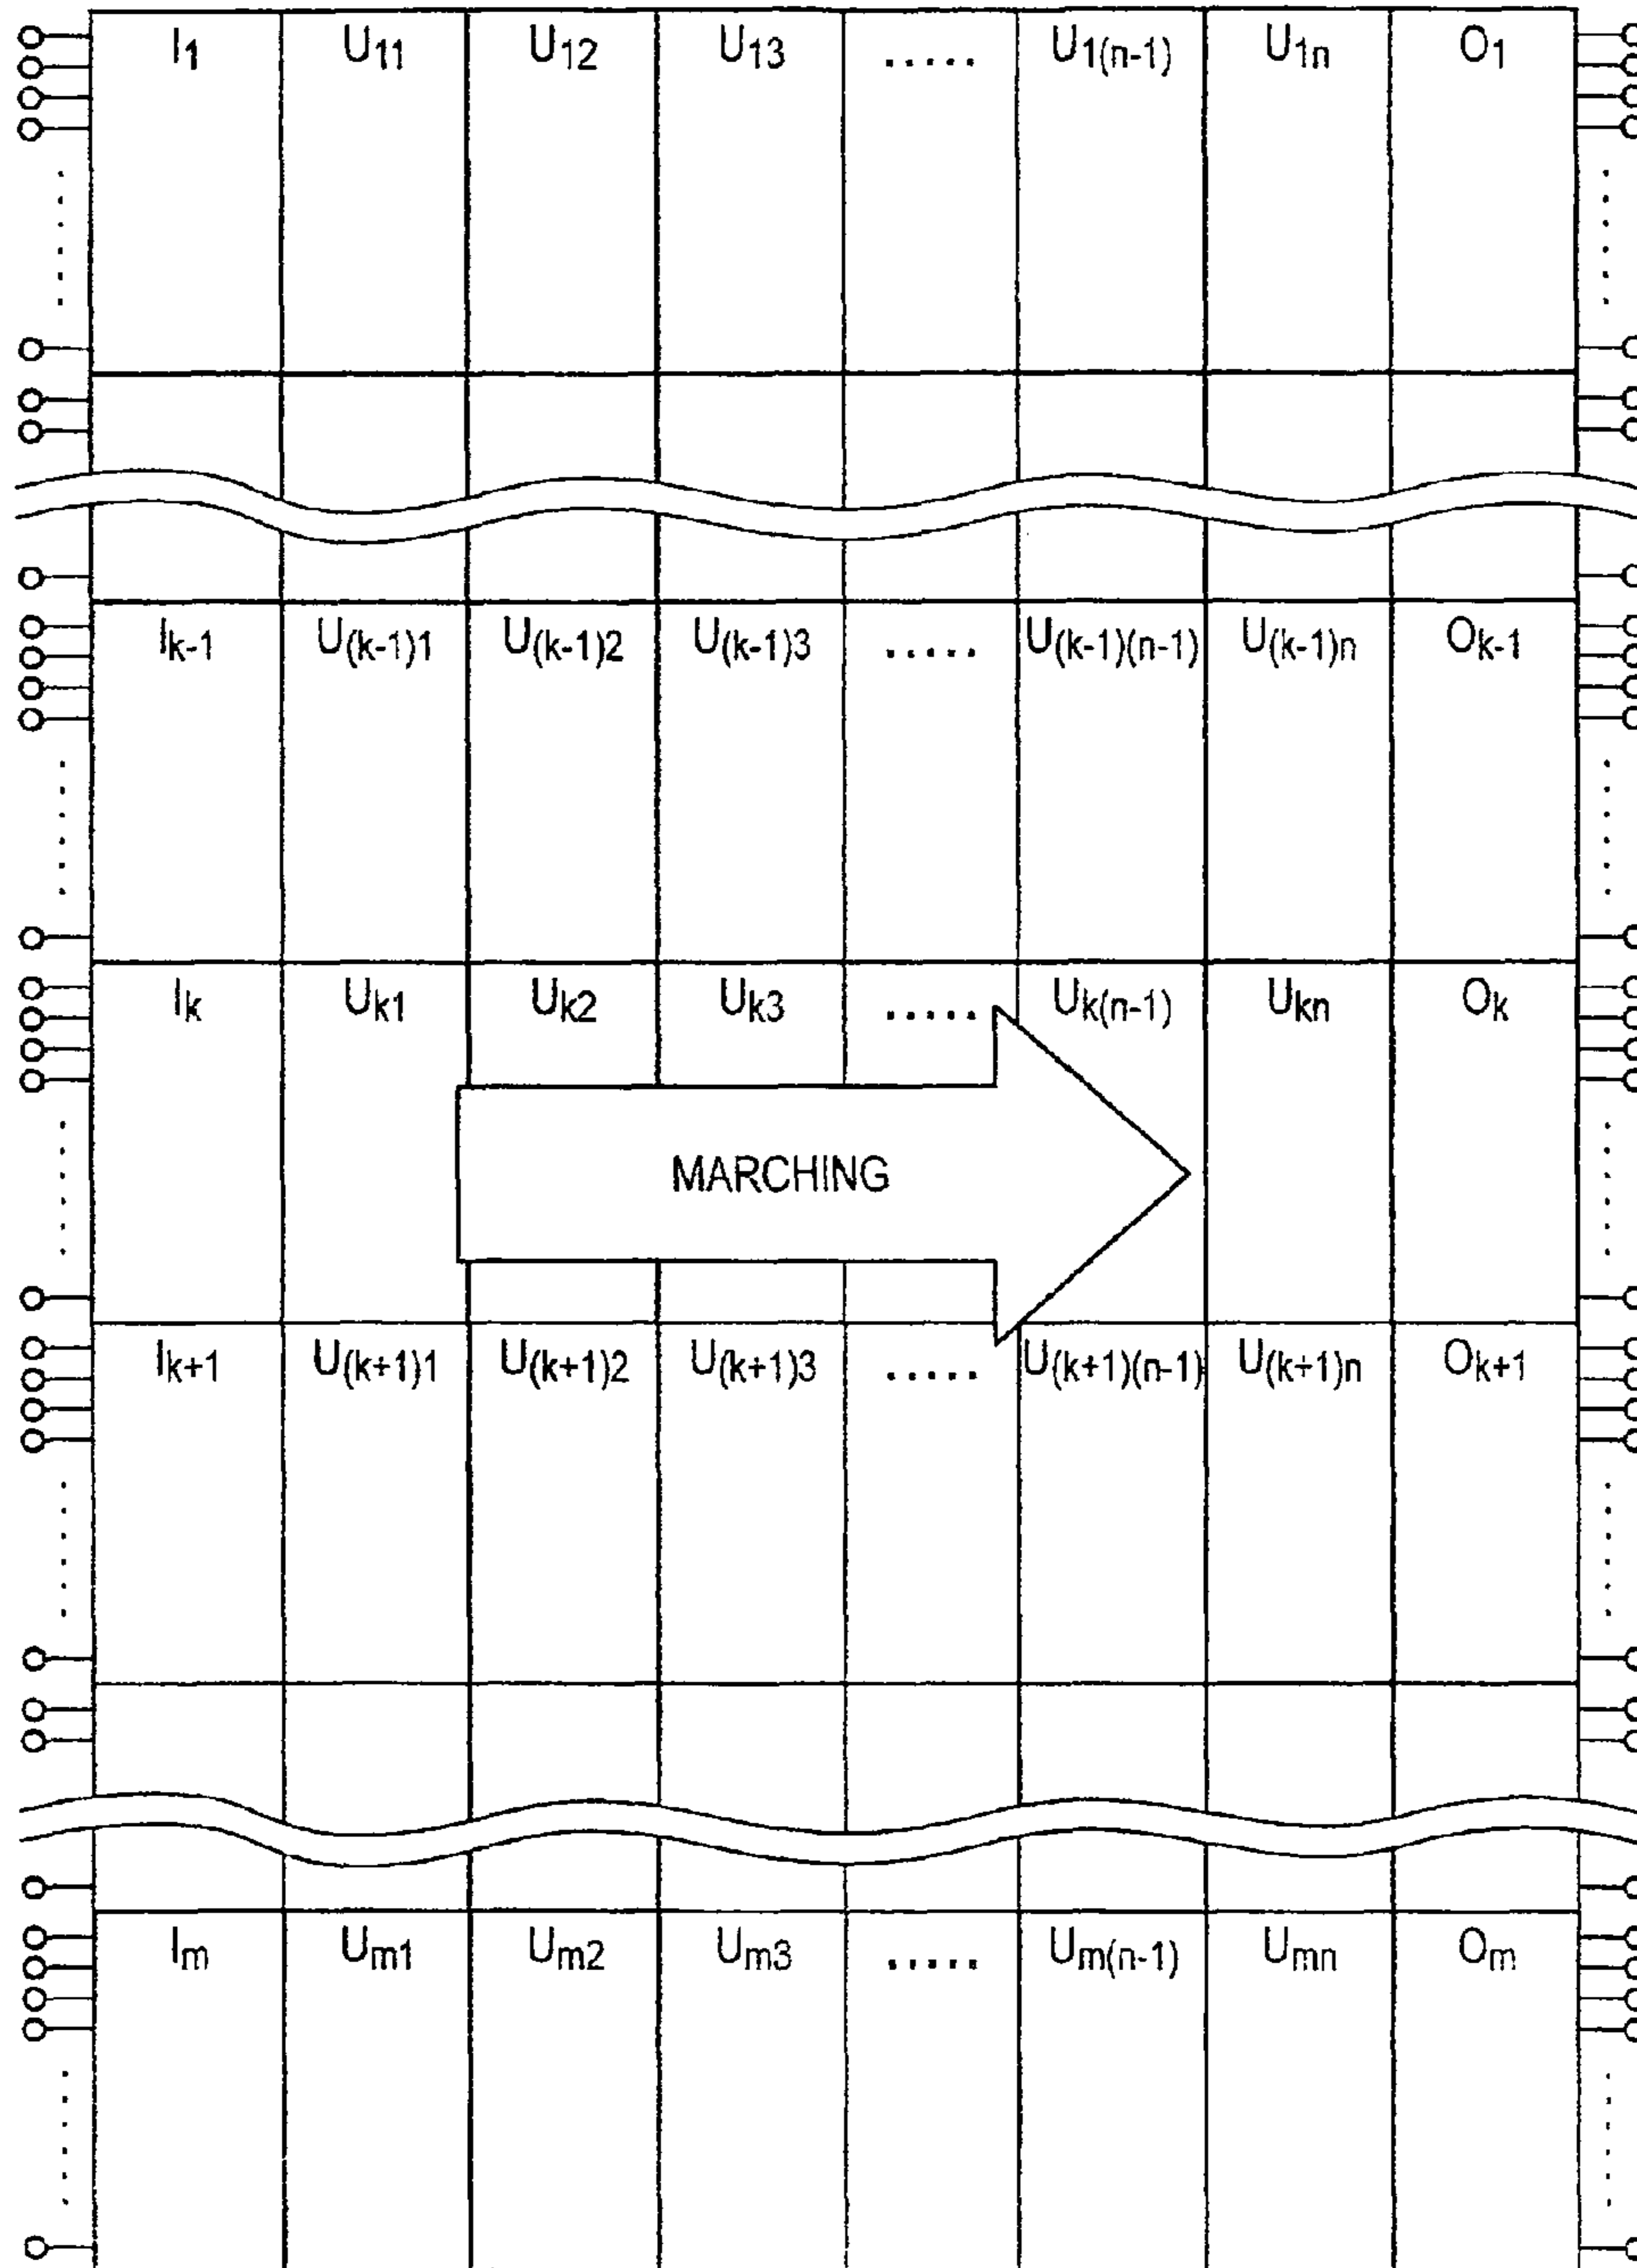 I1 U11 U12 U13 ..... U1(n-1) U1n O1
Ik-1 U(k-1)1 U(k-1)2 U(k-1)3 ..... U(k-1)(n-1) U(k-1)n Ok-1
Ik Uk1 Uk2 Uk3 ..... Uk(n-1) Ukn Ok
MARCHING
Ik+1 U(k+1)1 U(k+1)2 U(k+1)3 ..... U(k+1)(n-1) U(k+1)n Ok+1
Im Um1 Um2 Um3 ..... Um(n-1) Umn Om